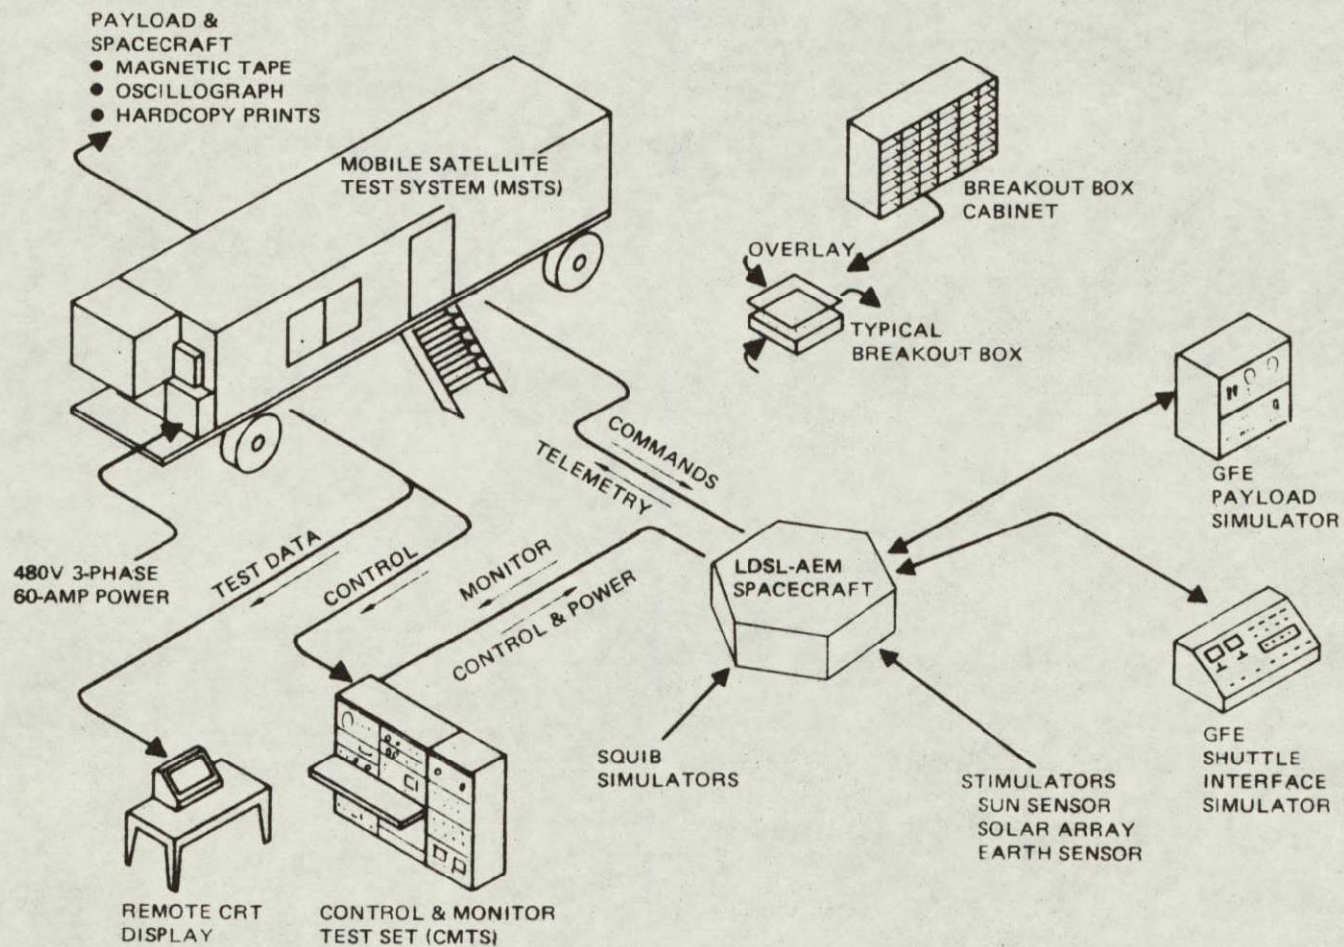 PAYLOAD &
SPACECRAFT
● MAGNETIC TAPE
● OSCILLOGRAPH
● HARDCOPY PRINTS
MOBILE SATELLITE
TEST SYSTEM (MSTS)
BREAKOUT BOX
CABINET
OVERLAY
TYPICAL
BREAKOUT BOX
GFE
PAYLOAD
SIMULATOR
COMMANDS
TELEMETRY
480V 3-PHASE
60-AMP POWER
TEST DATA
CONTROL
MONITOR
CONTROL & POWER
LDSL-AEM
SPACECRAFT
GFE
SHUTTLE
INTERFACE
SIMULATOR
SQUIB
SIMULATORS
STIMULATORS
SUN SENSOR
SOLAR ARRAY
EARTH SENSOR
REMOTE CRT
DISPLAY
CONTROL & MONITOR
TEST SET (CMTS)